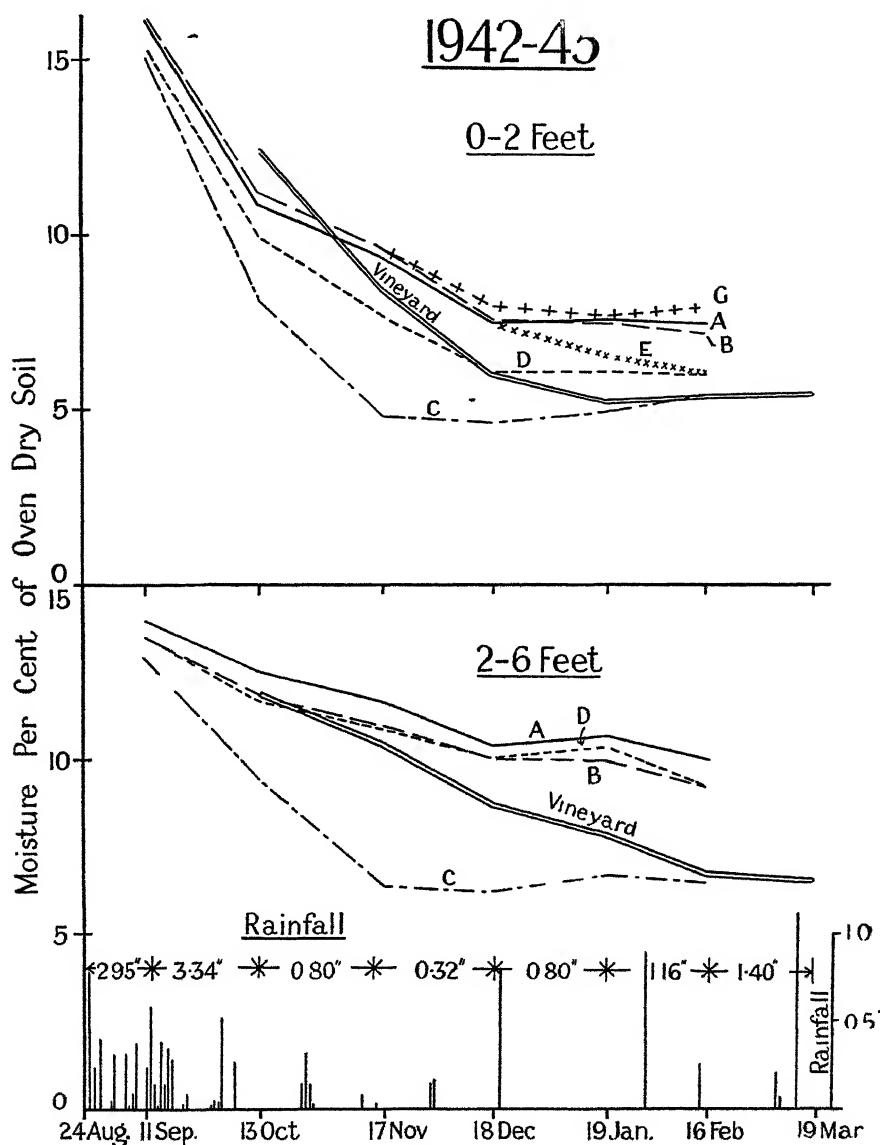 1942-43
0-2 Feet
15
10
5
0
Vineyard
G
A
B
E
D
C
Moisture Per Cent of Oven Dry Soil
15
10
5
0
2-6 Feet
A
D
B
Vineyard
C
Rainfall
2.95" 3.34" 0.80" 0.32" 0.80" 1.16" 1.40"
1.0
0.5
Rainfall
24 Aug. 11 Sep. 13 Oct 17 Nov 18 Dec 19 Jan. 16 Feb 19 Mar